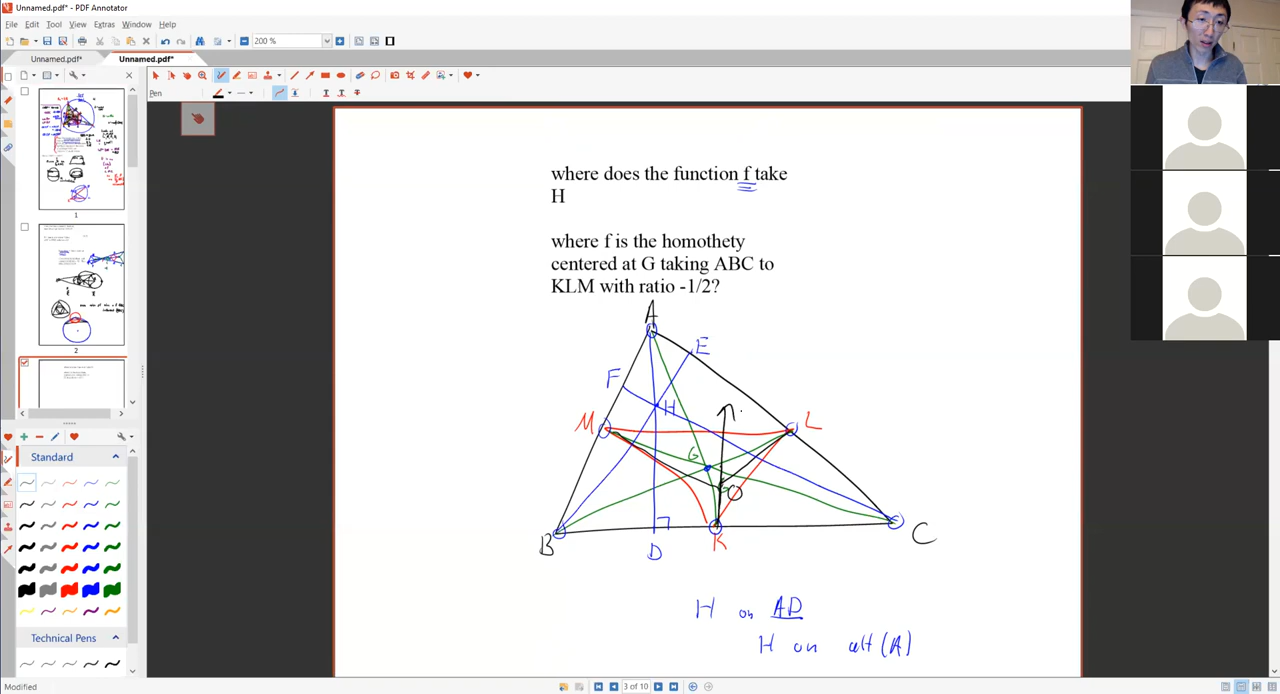 Unnamed.pdf* - PDF Annotator
File Edit Tool View Extras Window Help
200 %
Unnamed.pdf* Unnamed.pdf*
Pen
1
2
Standard
Technical Pens
where does the function f take
H
where f is the homothety
centered at G taking ABC to
KLM with ratio -1/2?
A
E
F
H
M
L
G
O
B
D
K
C
H on AD
H on alt (A)
Modified
3 of 10